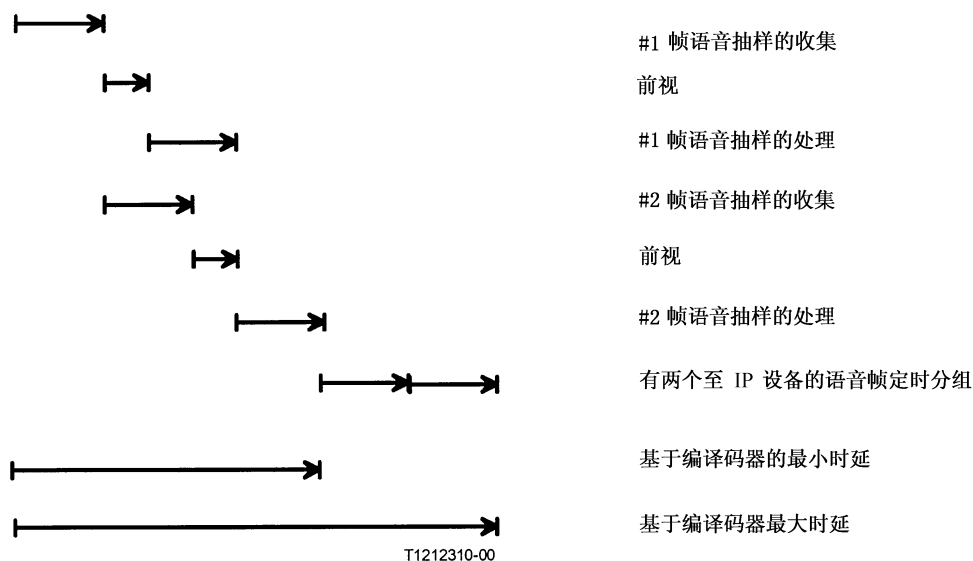 #1 帧语音抽样的收集
前视
#1 帧语音抽样的处理
#2 帧语音抽样的收集
前视
#2 帧语音抽样的处理
有两个至 IP 设备的语音帧定时分组
基于编译码器的最小时延
基于编译码器最大时延
T1212310-00